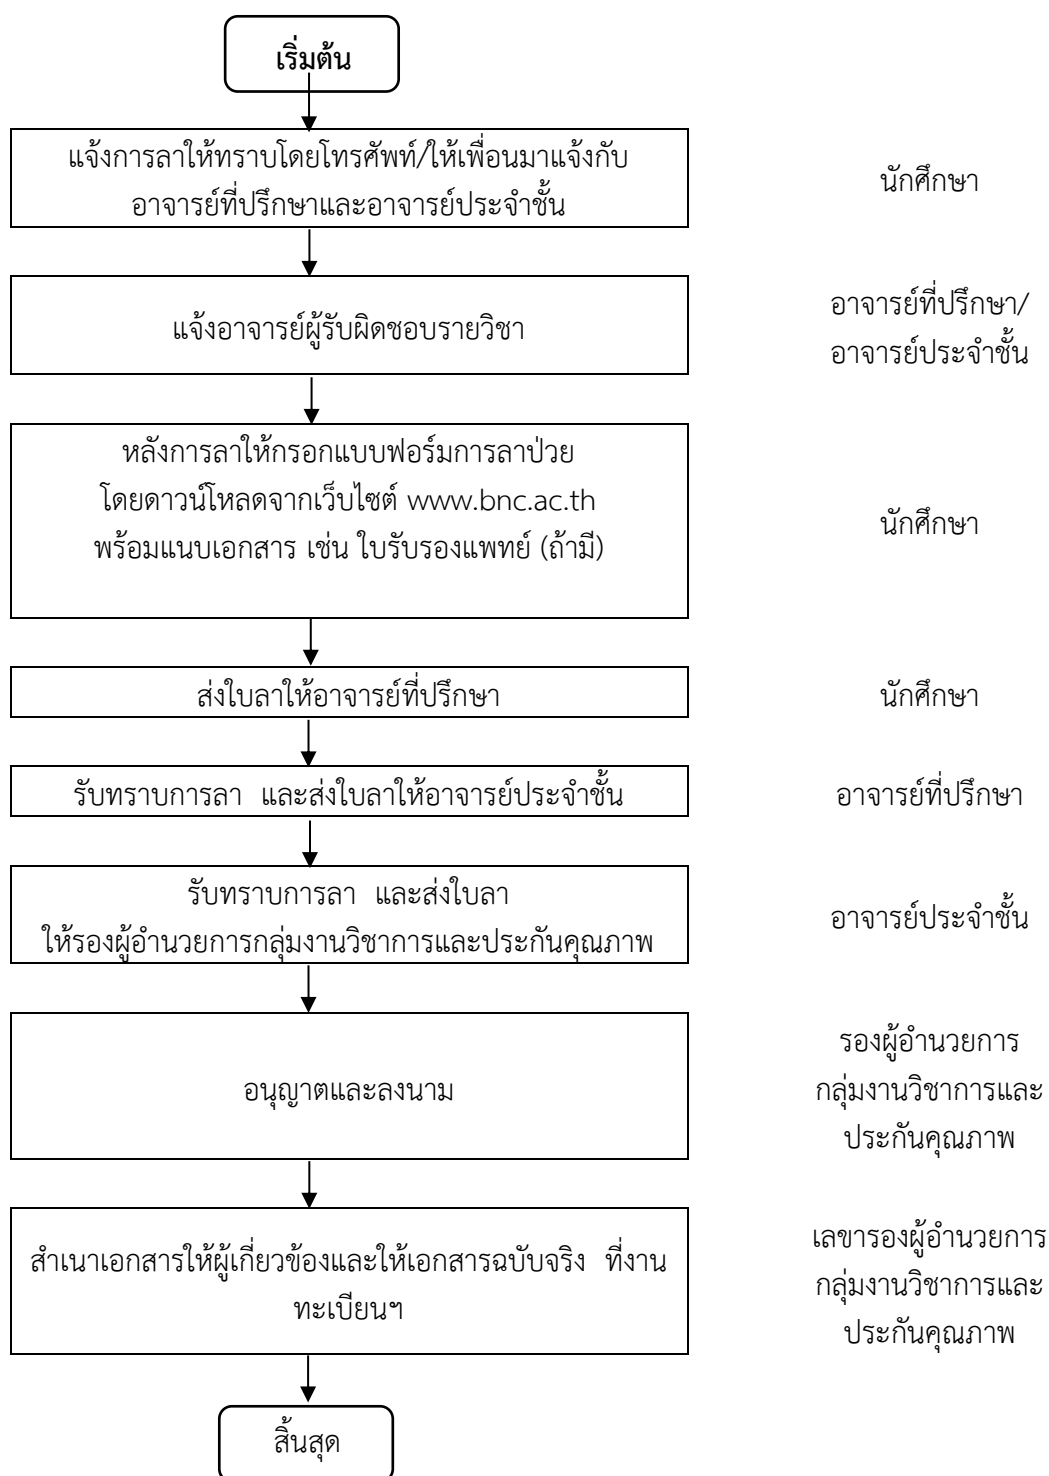 เริ่มต้น
แจ้งการลาให้ทราบโดยโทรศัพท์/ให้เพื่อนมาแจ้งกับ
อาจารย์ที่ปรึกษาและอาจารย์ประจำชั้น
นักศึกษา
แจ้งอาจารย์ผู้รับผิดชอบรายวิชา
อาจารย์ที่ปรึกษา/
อาจารย์ประจำชั้น
หลังการลาให้กรอกแบบฟอร์มการลาป่วย
โดยดาวน์โหลดจากเว็บไซต์ www.bnc.ac.th
พร้อมแนบเอกสาร เช่น ใบรับรองแพทย์ (ถ้ามี)
นักศึกษา
ส่งใบลาให้อาจารย์ที่ปรึกษา
นักศึกษา
รับทราบการลา และส่งใบลาให้อาจารย์ประจำชั้น
อาจารย์ที่ปรึกษา
รับทราบการลา และส่งใบลา
ให้รองผู้อำนวยการกลุ่มงานวิชาการและประกันคุณภาพ
อาจารย์ประจำชั้น
อนุญาตและลงนาม
รองผู้อำนวยการ
กลุ่มงานวิชาการและ
ประกันคุณภาพ
สำเนาเอกสารให้ผู้เกี่ยวข้องและให้เอกสารฉบับจริง ที่งาน
ทะเบียนฯ
เลขารองผู้อำนวยการ
กลุ่มงานวิชาการและ
ประกันคุณภาพ
สิ้นสุด